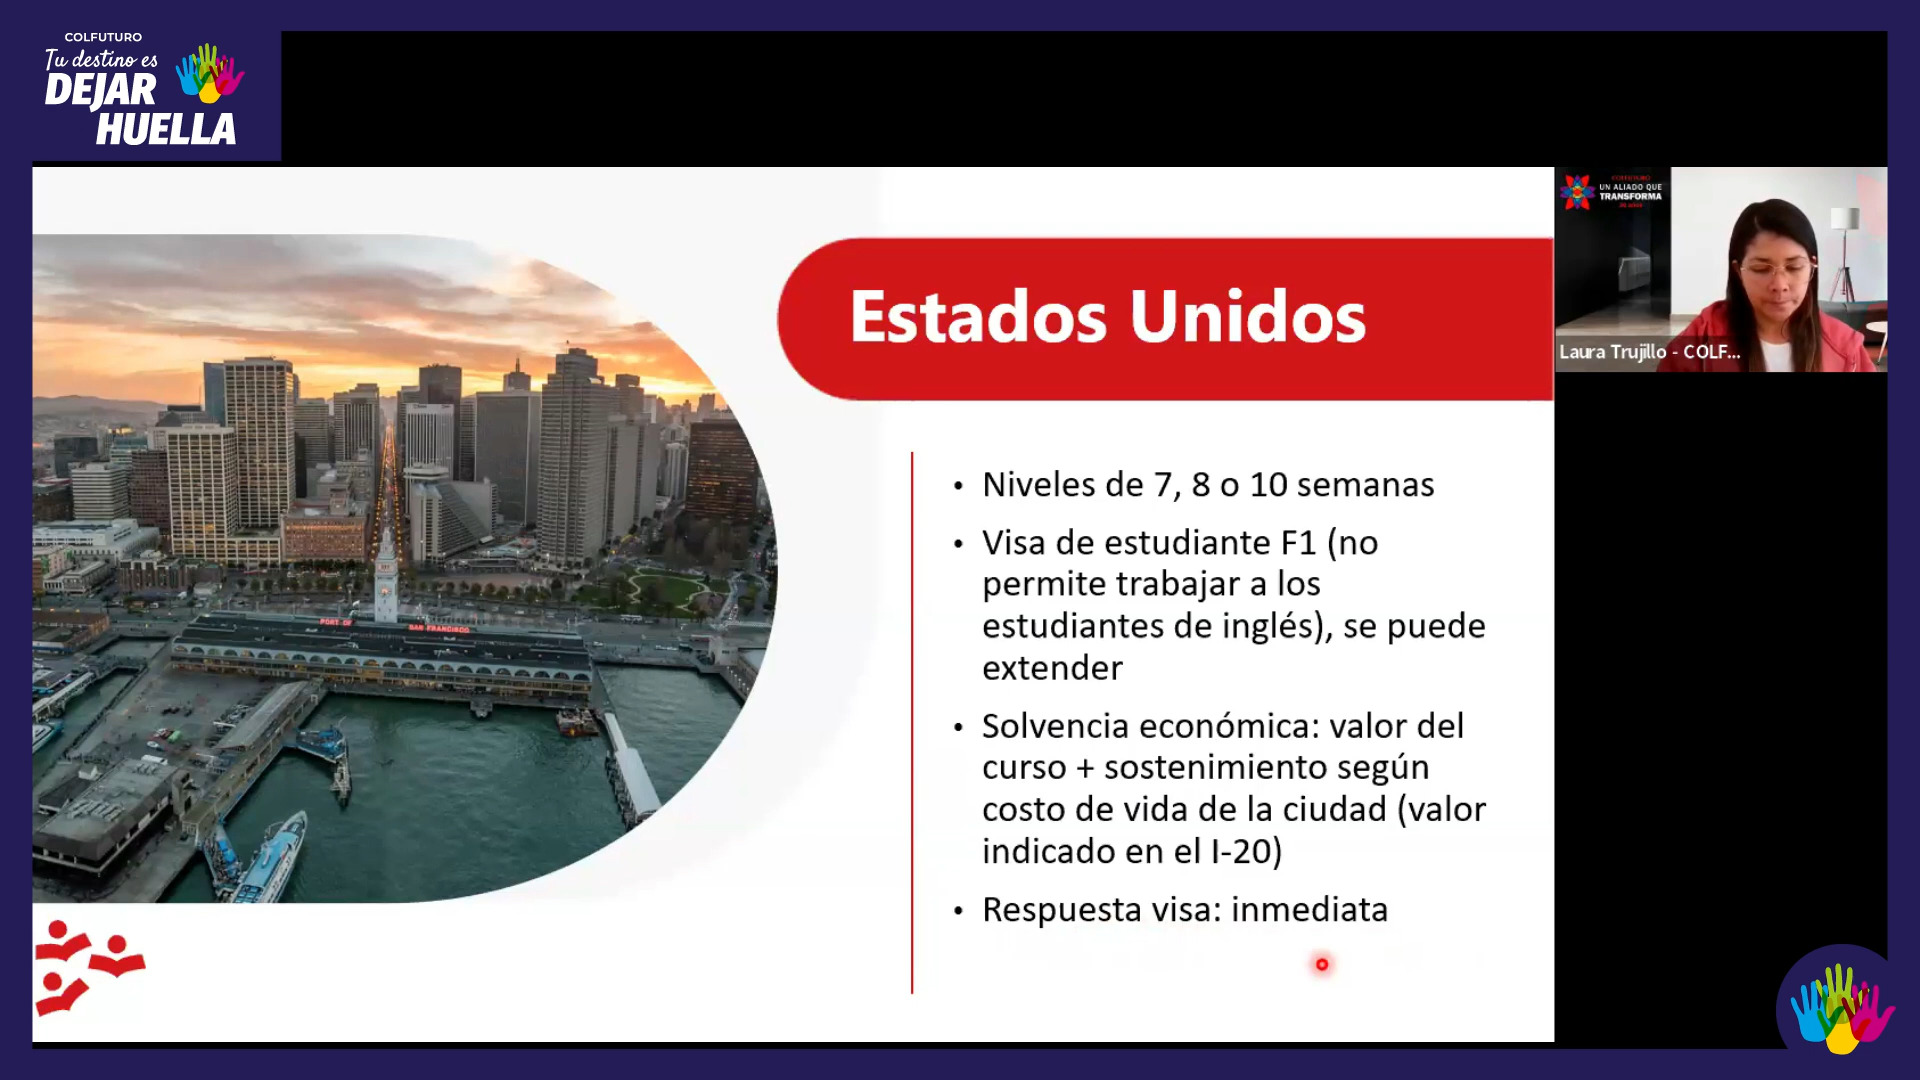 COLFUTURO
Tu destino es
DEJAR
HUELLA
Estados Unidos
UN ALIADO QUE
TRANSFORMA
Laura Trujillo - COLF...
PORT OF
SAN FRANCISCO
• Niveles de 7, 8 o 10 semanas
• Visa de estudiante F1 (no
permite trabajar a los
estudiantes de inglés), se puede
extender
• Solvencia económica: valor del
curso + sostenimiento según
costo de vida de la ciudad (valor
indicado en el I-20)
• Respuesta visa: inmediata